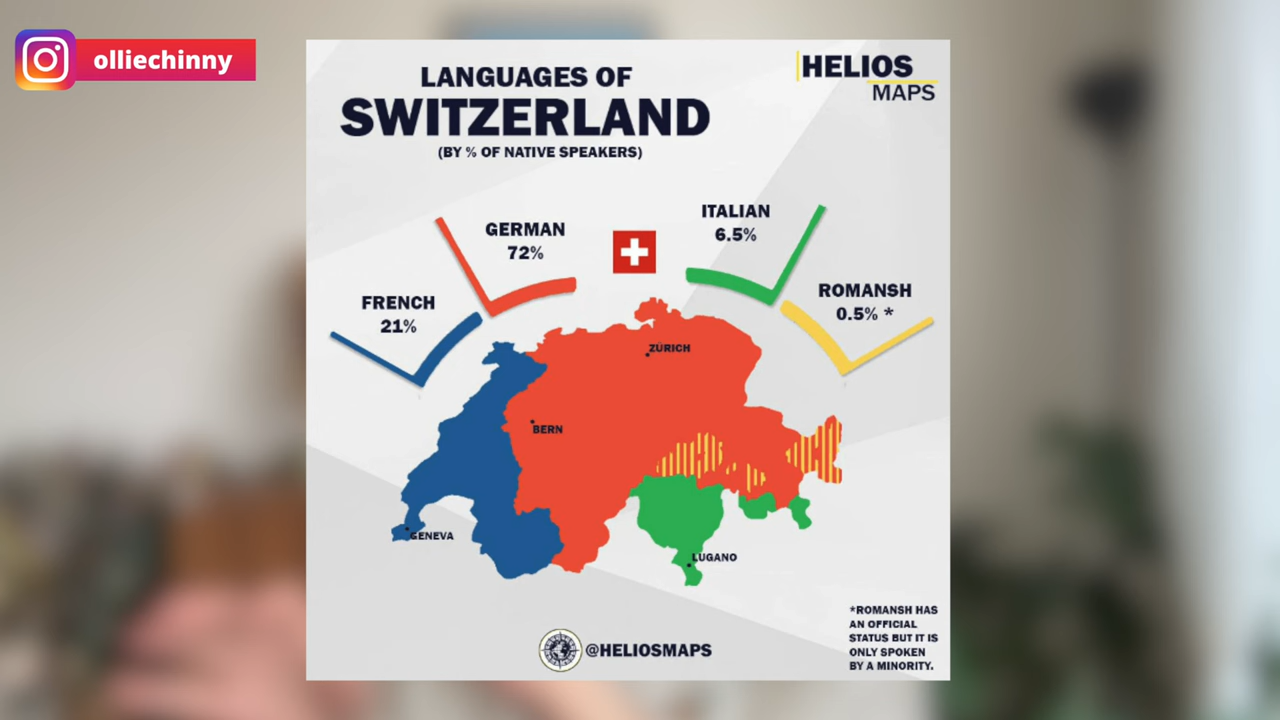 olliechinny
LANGUAGES OF
SWITZERLAND
(BY % OF NATIVE SPEAKERS)
HELIOS
MAPS
GERMAN
72%
ITALIAN
6.5%
FRENCH
21%
ROMANSH
0.5% *
ZÜRICH
BERN
GENEVA
LUGANO
*ROMANSH HAS
AN OFFICIAL
STATUS BUT IT IS
ONLY SPOKEN
BY A MINORITY.
@HELIOSMAPS